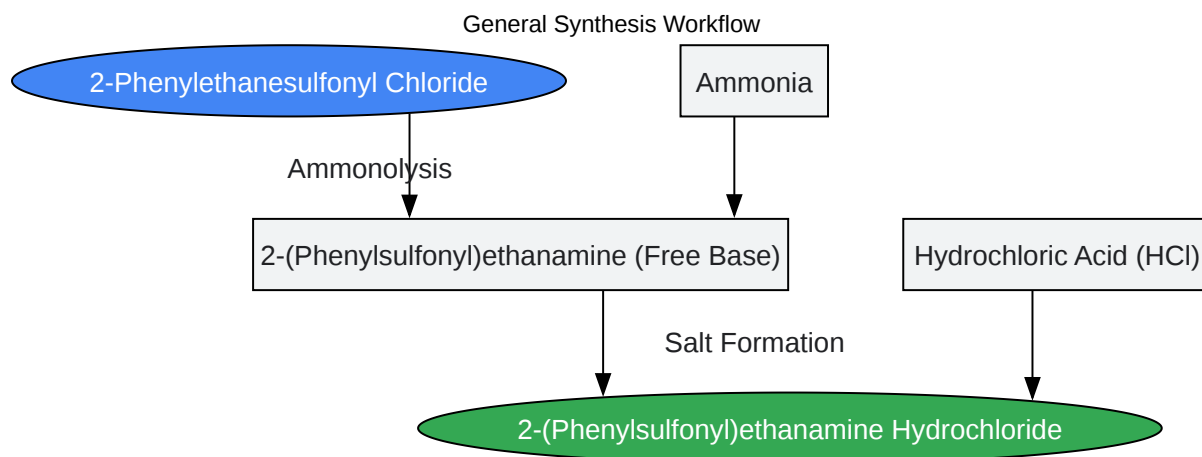 General Synthesis Workflow
2-Phenylethanesulfonyl Chloride
Ammonia
Ammonolysis
2-(Phenylsulfonyl)ethanamine (Free Base)
Hydrochloric Acid (HCl)
Salt Formation
2-(Phenylsulfonyl)ethanamine Hydrochloride